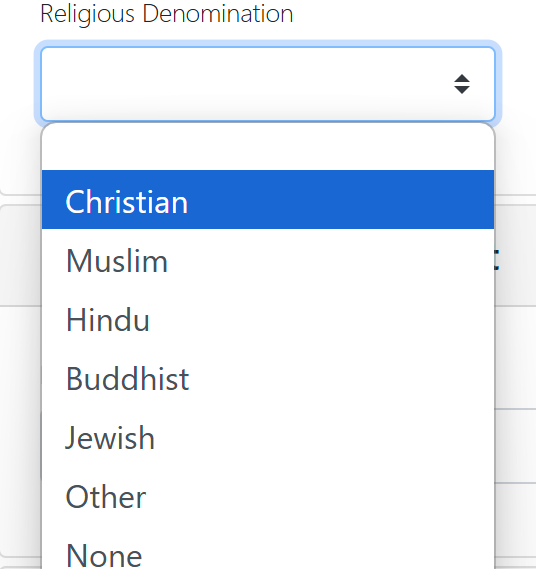 Religious Denomination
Christian
Muslim
Hindu
Buddhist
Jewish
Other
None